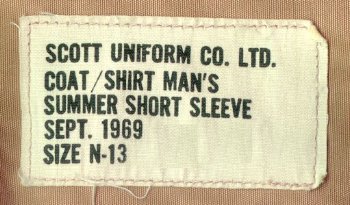 SCOTT UNIFORM CO. LTD.
COAT/SHIRT MAN'S
SUMMER SHORT SLEEVE
SEPT. 1969
SIZE N-13